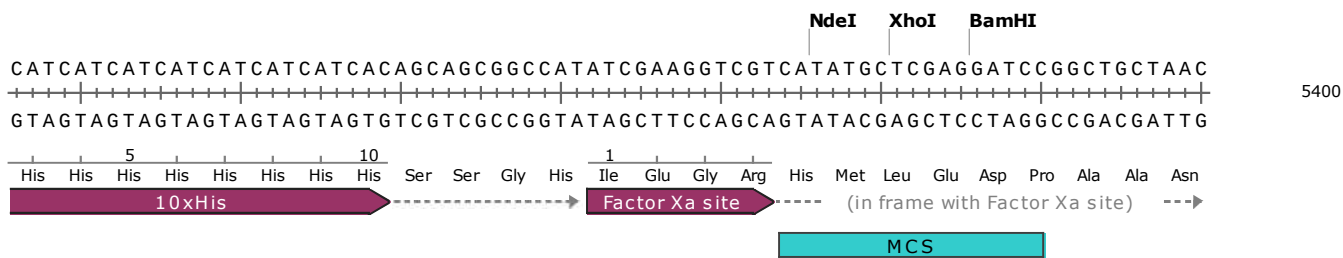 NdeI XhoI BamHI
CATCATCATCATCATCATCATCACAGCAGCGGCCATATCGAAGGTCGTCATATGCTCGAGGATCCGGCTGCTAAC
5400
GTAGTAGTAGTAGTAGTAGTAGTGTCGTCGCCGGTATAGCTTCCAGCAGTATACGAGCTCCTAGGCCGACGATTG
5 10 1
His His His His His His His His Ser Ser Gly His Ile Glu Gly Arg His Met Leu Glu Asp Pro Ala Ala Asn
10xHis Factor Xa site (in frame with Factor Xa site)
MCS